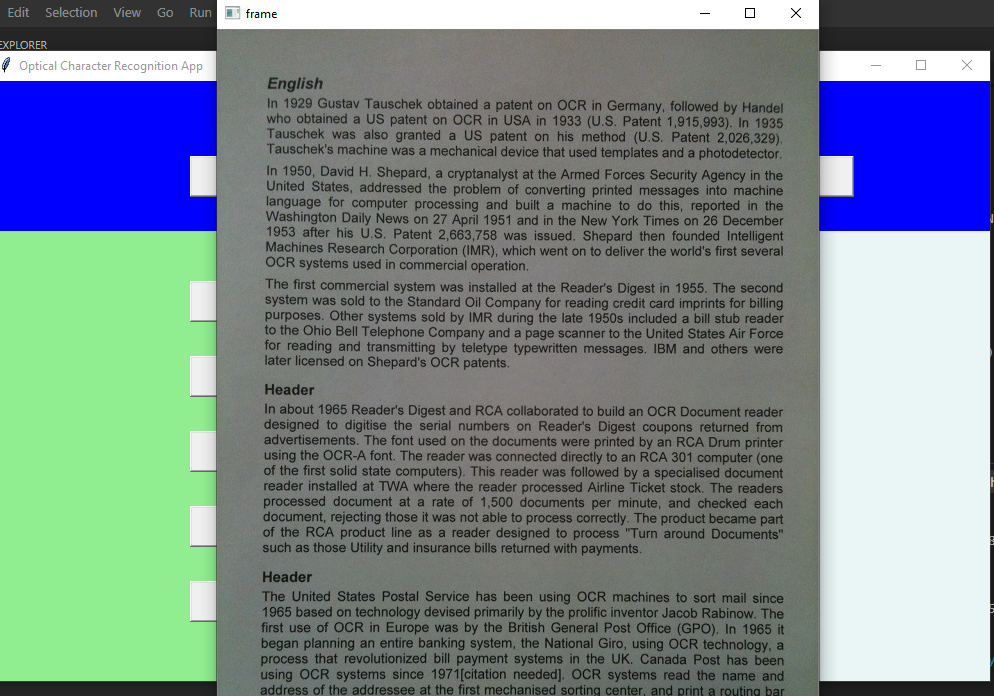 Edit Selection View Go Run
frame
EXPLORER
Optical Character Recognition App
English
In 1929 Gustav Tauschek obtained a patent on OCR in Germany, followed by Handel
who obtained a US patent on OCR in USA in 1933 (U.S. Patent 1,915,993). In 1935
Tauschek was also granted a US patent on his method (U.S. Patent 2,026,329).
Tauschek's machine was a mechanical device that used templates and a photodetector.
In 1950, David H. Shepard, a cryptanalyst at the Armed Forces Security Agency in the
United States, addressed the problem of converting printed messages into machine
language for computer processing and built a machine to do this, reported in the
Washington Daily News on 27 April 1951 and in the New York Times on 26 December
1953 after his U.S. Patent 2,663,758 was issued. Shepard then founded Intelligent
Machines Research Corporation (IMR), which went on to deliver the world's first several
OCR systems used in commercial operation.
The first commercial system was installed at the Reader's Digest in 1955. The second
system was sold to the Standard Oil Company for reading credit card imprints for billing
purposes. Other systems sold by IMR during the late 1950s included a bill stub reader
to the Ohio Bell Telephone Company and a page scanner to the United States Air Force
for reading and transmitting by teletype typewritten messages. IBM and others were
later licensed on Shepard's OCR patents.
Header
In about 1965 Reader's Digest and RCA collaborated to build an OCR Document reader
designed to digitise the serial numbers on Reader's Digest coupons returned from
advertisements. The font used on the documents were printed by an RCA Drum printer
using the OCR-A font. The reader was connected directly to an RCA 301 computer (one
of the first solid state computers). This reader was followed by a specialised document
reader installed at TWA where the reader processed Airline Ticket stock. The readers
processed document at a rate of 1,500 documents per minute, and checked each
document, rejecting those it was not able to process correctly. The product became part
of the RCA product line as a reader designed to process "Turn around Documents"
such as those Utility and insurance bills returned with payments.
Header
The United States Postal Service has been using OCR machines to sort mail since
1965 based on technology devised primarily by the prolific inventor Jacob Rabinow. The
first use of OCR in Europe was by the British General Post Office (GPO). In 1965 it
began planning an entire banking system, the National Giro, using OCR technology, a
process that revolutionized bill payment systems in the UK. Canada Post has been
using OCR systems since 1971[citation needed]. OCR systems read the name and
address of the addressee at the first mechanised sorting center, and print a routing bar